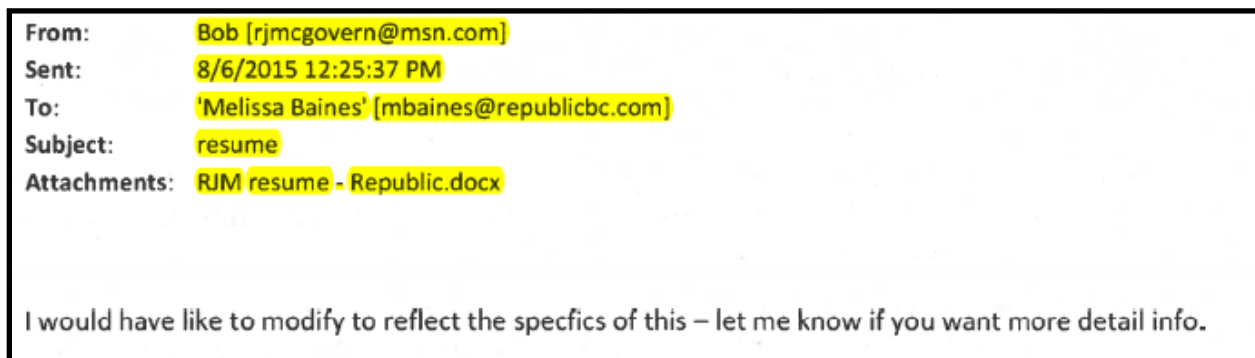 From: Bob [rjmcgovern@msn.com]
Sent: 8/6/2015 12:25:37 PM
To: 'Melissa Baines' [mbaines@republicbc.com]
Subject: resume
Attachments: RJM resume - Republic.docx
I would have like to modify to reflect the specfics of this – let me know if you want more detail info.